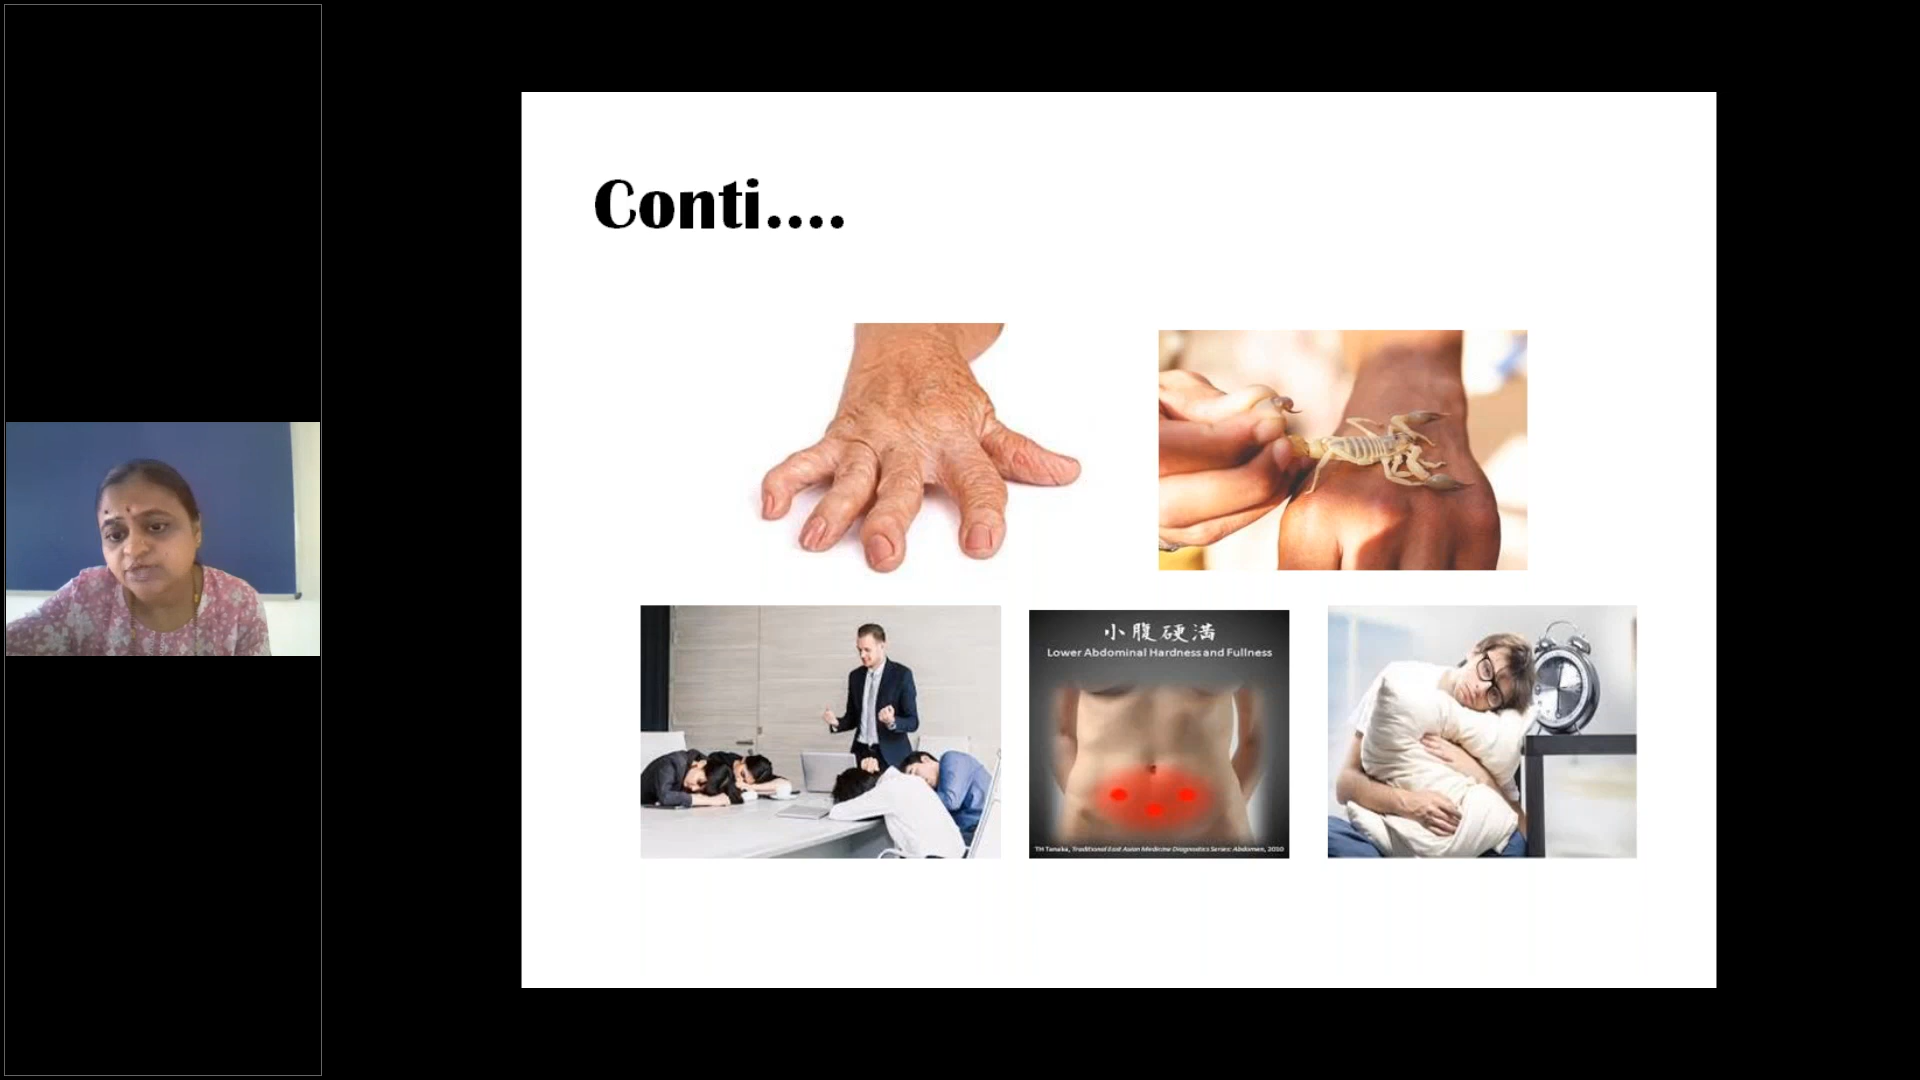 Conti....
小腹硬満
Lower Abdominal Hardness and Fullness
TH Tanaka, Traditional East Asian Medicine Diagnostics Series: Abdomen, 2010